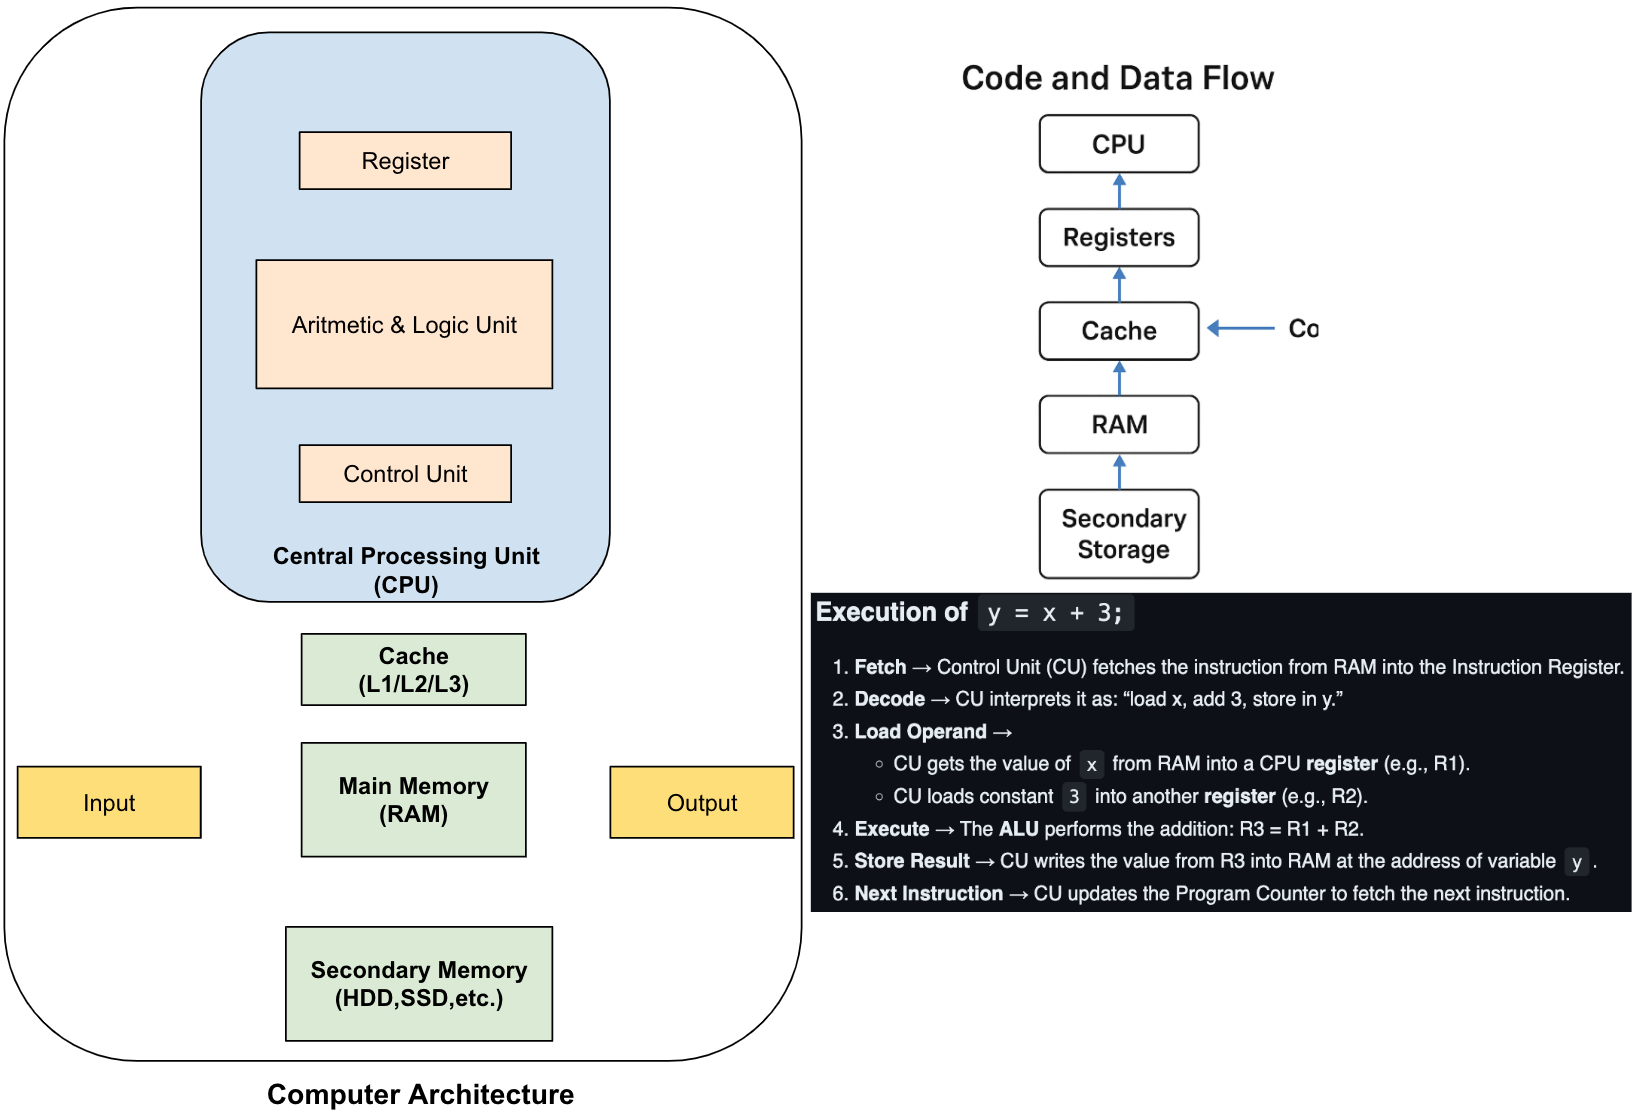 Register
Aritmetic & Logic Unit
Control Unit
Central Processing Unit
(CPU)
Cache
(L1/L2/L3)
Input
Main Memory
(RAM)
Output
Secondary Memory
(HDD,SSD,etc.)
Computer Architecture
Code and Data Flow
CPU
Registers
Cache
Co
RAM
Secondary
Storage
Execution of y = x + 3;
1. Fetch → Control Unit (CU) fetches the instruction from RAM into the Instruction Register.
2. Decode → CU interprets it as: “load x, add 3, store in y.”
3. Load Operand →
◦ CU gets the value of x from RAM into a CPU register (e.g., R1).
◦ CU loads constant 3 into another register (e.g., R2).
4. Execute → The ALU performs the addition: R3 = R1 + R2.
5. Store Result → CU writes the value from R3 into RAM at the address of variable y .
6. Next Instruction → CU updates the Program Counter to fetch the next instruction.